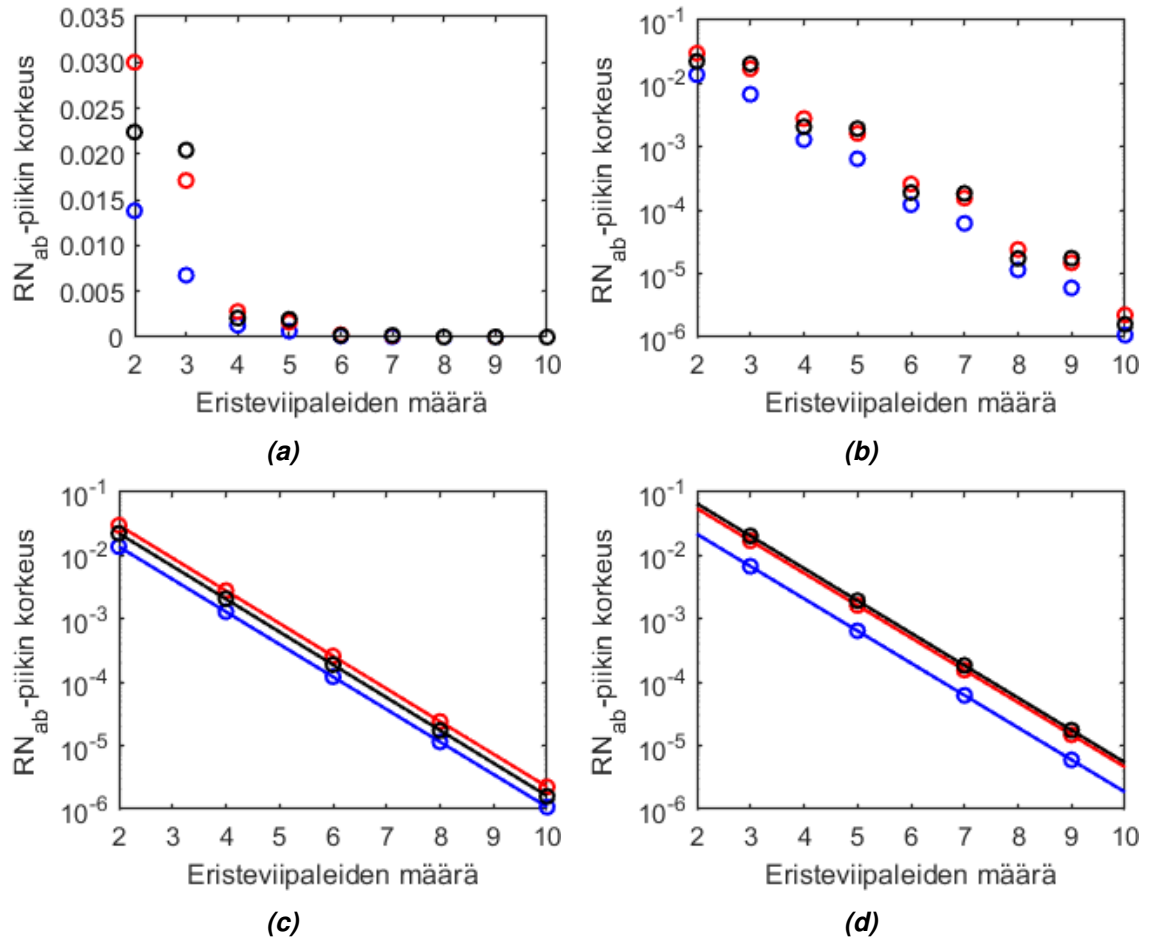 0.035
0.030
0.025
0.020
0.015
0.010
0.005
0
RN_ab-piikin korkeus
2 3 4 5 6 7 8 9 10
Eristeviipaleiden määrä
(a)
10^-1
10^-2
10^-3
10^-4
10^-5
10^-6
RN_ab-piikin korkeus
2 3 4 5 6 7 8 9 10
Eristeviipaleiden määrä
(b)
10^-1
10^-2
10^-3
10^-4
10^-5
10^-6
RN_ab-piikin korkeus
2 3 4 5 6 7 8 9 10
Eristeviipaleiden määrä
(c)
10^-1
10^-2
10^-3
10^-4
10^-5
10^-6
RN_ab-piikin korkeus
2 3 4 5 6 7 8 9 10
Eristeviipaleiden määrä
(d)